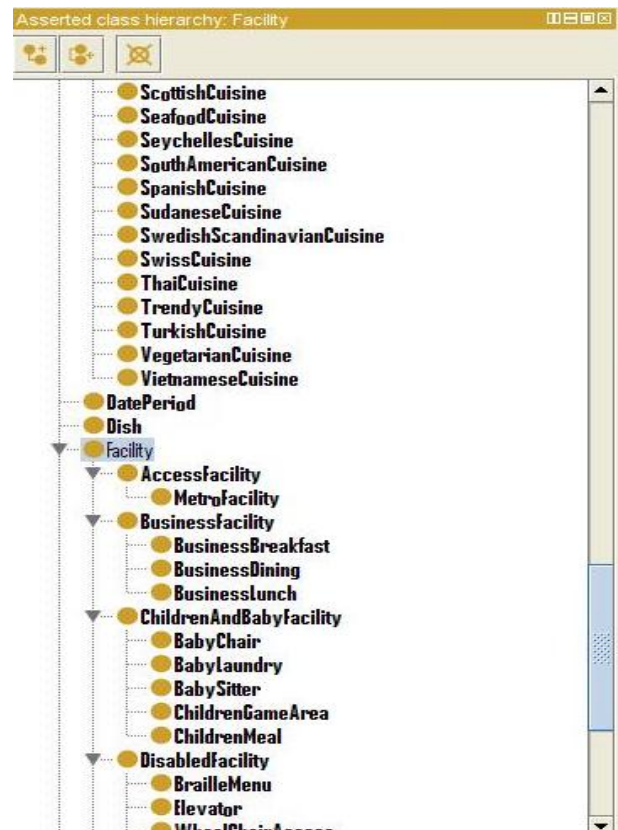 Asserted class hierarchy: Facility
ScottishCuisine
SeafoodCuisine
SeychellesCuisine
SouthAmericanCuisine
SpanishCuisine
SudaneseCuisine
SwedishScandinavianCuisine
SwissCuisine
ThaiCuisine
TrendyCuisine
TurkishCuisine
VegetarianCuisine
VietnameseCuisine
DatePeriod
Dish
Facility
AccessFacility
MetroFacility
BusinessFacility
BusinessBreakfast
BusinessDining
BusinessLunch
ChildrenAndBabyFacility
BabyChair
BabyLaundry
BabySitter
ChildrenGameArea
ChildrenMeal
DisabledFacility
BrailleMenu
Elevator
WheelChairAccess